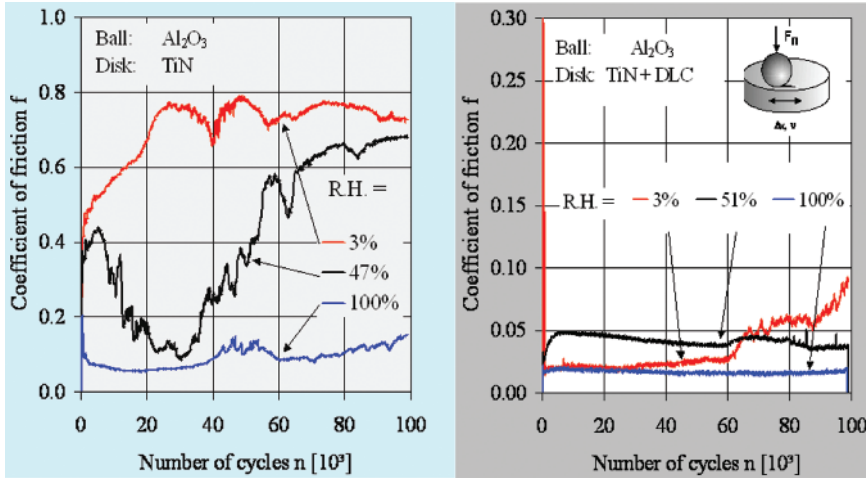 Coefficient of friction f
1.0
0.8
0.6
0.4
0.2
0.0
Ball: Al₂O₃
Disk: TiN
R.H. =
3%
47%
100%
0 20 40 60 80 100
Number of cycles n [10³]
Coefficient of friction f
0.30
0.25
0.20
0.15
0.10
0.05
0.00
Ball: Al₂O₃
Disk: TiN + DLC
Fn
Δx, ν
R.H. = 3% 51% 100%
0 20 40 60 80 100
Number of cycles n [10³]